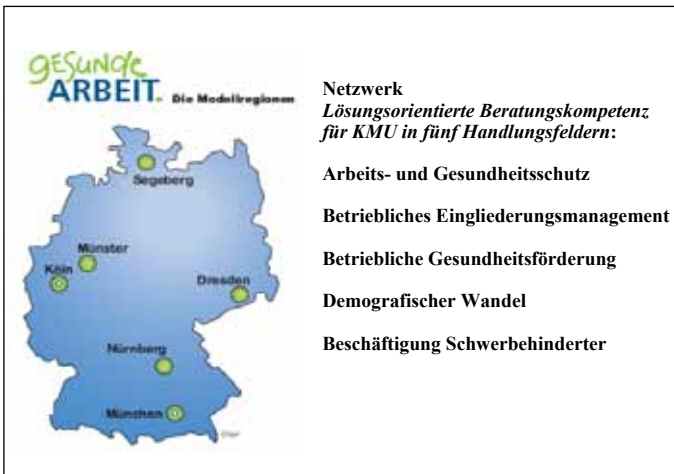 gesunde
ARBEIT. Die Modellregionen
Segeberg
Münster
Köln
Dresden
Nürnberg
München
Netzwerk
Lösungsorientierte Beratungskompetenz
für KMU in fünf Handlungsfeldern:
Arbeits- und Gesundheitsschutz
Betriebliches Eingliederungsmanagement
Betriebliche Gesundheitsförderung
Demografischer Wandel
Beschäftigung Schwerbehinderter